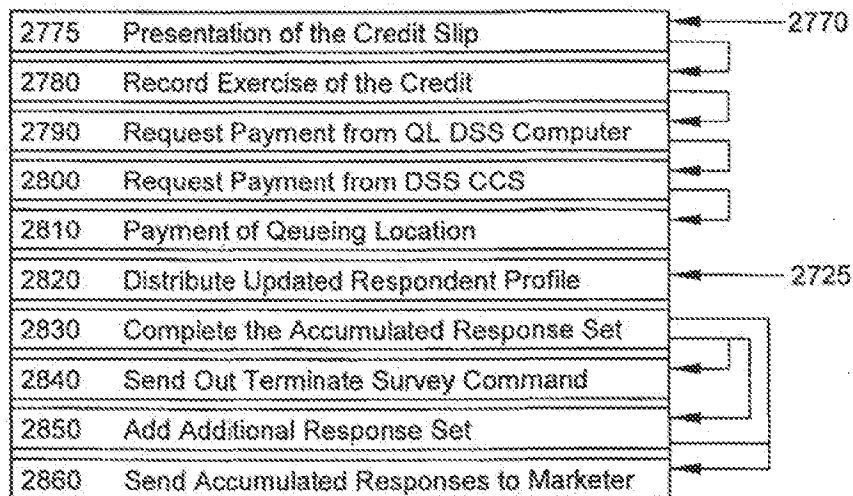 2775 Presentation of the Credit Slip 2770
2780 Record Exercise of the Credit
2790 Request Payment from QL DSS Computer
2800 Request Payment from DSS CCS
2810 Payment of Qeueing Location
2820 Distribute Updated Respondent Profile 2725
2830 Complete the Accumulated Response Set
2840 Send Out Terminate Survey Command
2850 Add Additional Response Set
2860 Send Accumulated Responses to Marketer